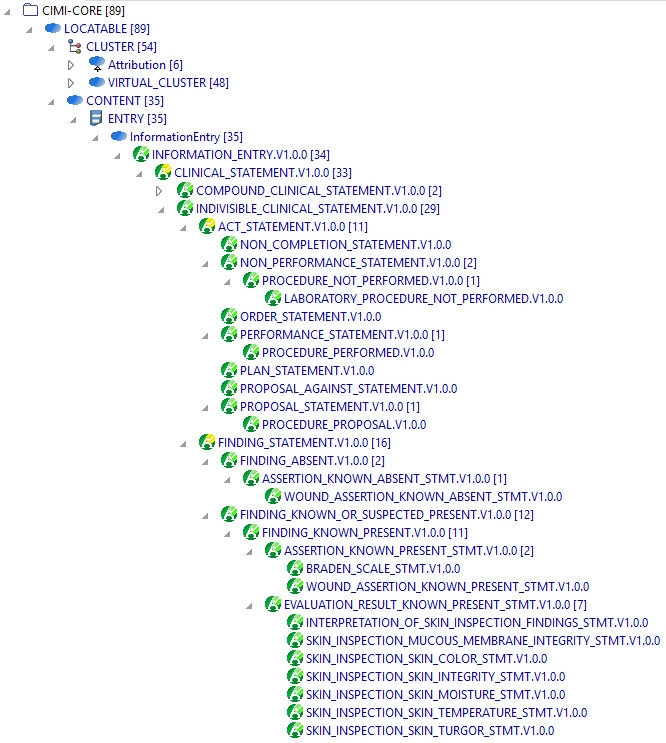 CIMI-CORE [89]
LOCATABLE [89]
CLUSTER [54]
Attribution [6]
VIRTUAL_CLUSTER [48]
CONTENT [35]
ENTRY [35]
InformationEntry [35]
INFORMATION_ENTRY.V1.0.0 [34]
CLINICAL_STATEMENT.V1.0.0 [33]
COMPOUND_CLINICAL_STATEMENT.V1.0.0 [2]
INDIVISIBLE_CLINICAL_STATEMENT.V1.0.0 [29]
ACT_STATEMENT.V1.0.0 [11]
NON_COMPLETION_STATEMENT.V1.0.0
NON_PERFORMANCE_STATEMENT.V1.0.0 [2]
PROCEDURE_NOT_PERFORMED.V1.0.0 [1]
LABORATORY_PROCEDURE_NOT_PERFORMED.V1.0.0
ORDER_STATEMENT.V1.0.0
PERFORMANCE_STATEMENT.V1.0.0 [1]
PROCEDURE_PERFORMED.V1.0.0
PLAN_STATEMENT.V1.0.0
PROPOSAL_AGAINST_STATEMENT.V1.0.0
PROPOSAL_STATEMENT.V1.0.0 [1]
PROCEDURE_PROPOSAL.V1.0.0
FINDING_STATEMENT.V1.0.0 [16]
FINDING_ABSENT.V1.0.0 [2]
ASSERTION_KNOWN_ABSENT_STMT.V1.0.0 [1]
WOUND_ASSERTION_KNOWN_ABSENT_STMT.V1.0.0
FINDING_KNOWN_OR_SUSPECTED_PRESENT.V1.0.0 [12]
FINDING_KNOWN_PRESENT.V1.0.0 [11]
ASSERTION_KNOWN_PRESENT_STMT.V1.0.0 [2]
BRADEN_SCALE_STMT.V1.0.0
WOUND_ASSERTION_KNOWN_PRESENT_STMT.V1.0.0
EVALUATION_RESULT_KNOWN_PRESENT_STMT.V1.0.0 [7]
INTERPRETATION_OF_SKIN_INSPECTION_FINDINGS_STMT.V1.0.0
SKIN_INSPECTION_MUCOUS_MEMBRANE_INTEGRITY_STMT.V1.0.0
SKIN_INSPECTION_SKIN_COLOR_STMT.V1.0.0
SKIN_INSPECTION_SKIN_INTEGRITY_STMT.V1.0.0
SKIN_INSPECTION_SKIN_MOISTURE_STMT.V1.0.0
SKIN_INSPECTION_SKIN_TEMPERATURE_STMT.V1.0.0
SKIN_INSPECTION_SKIN_TURGOR_STMT.V1.0.0